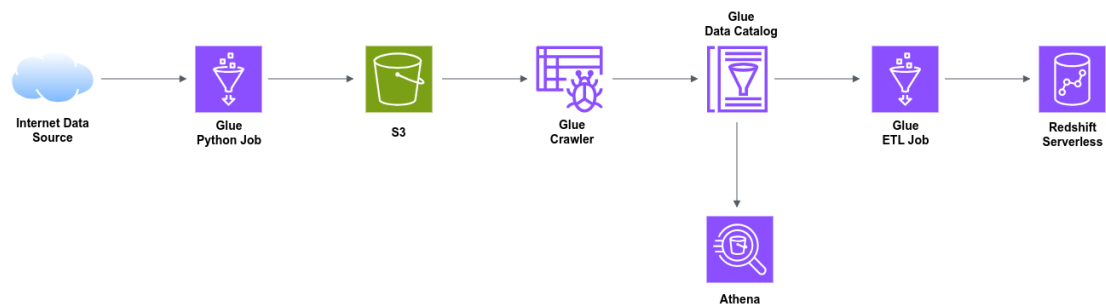 Glue
Data Catalog
Internet Data
Source
Glue
Python Job
S3
Glue
Crawler
Glue
ETL Job
Redshift
Serverless
Athena